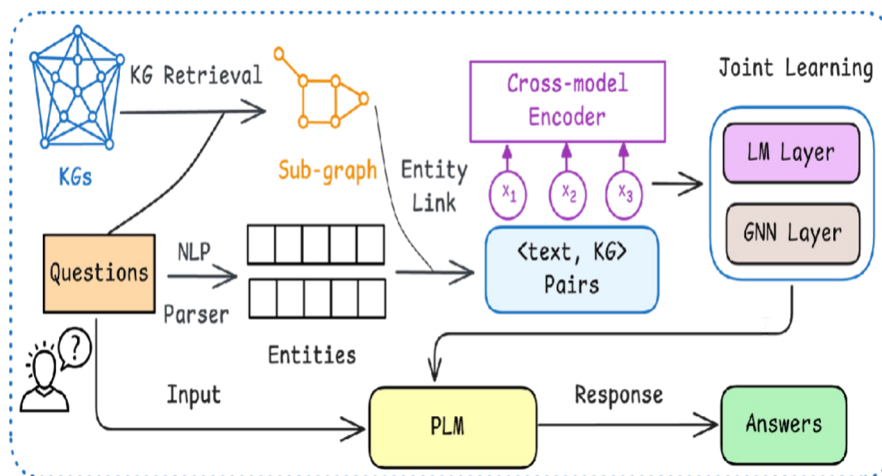 KG Retrieval
KGs
Sub-graph
Cross-model
Encoder
Joint Learning
LM Layer
GNN Layer
Entity
Link
x1
x2
x3
<text, KG>
Pairs
Questions
NLP
Parser
Entities
?
Input
PLM
Response
Answers